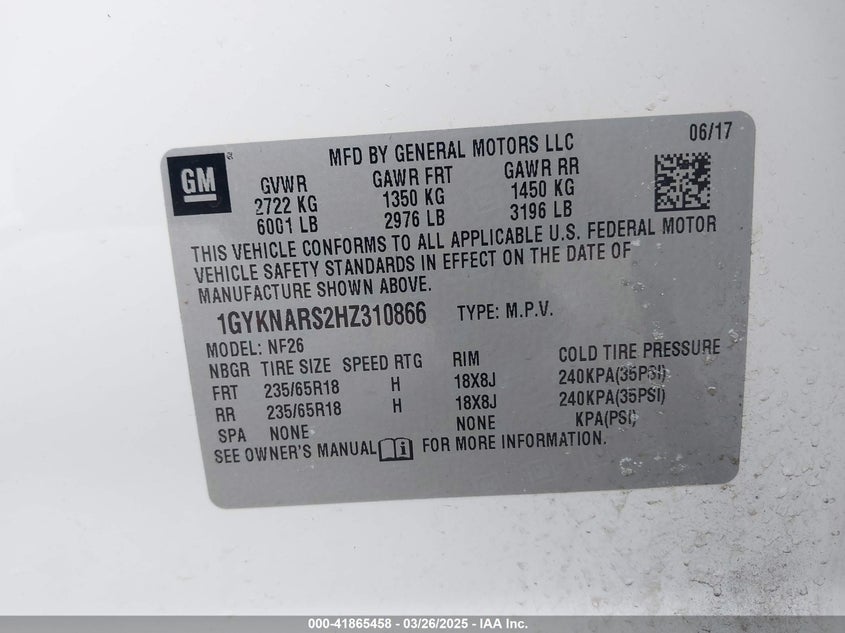 06/17
MFD BY GENERAL MOTORS LLC
GM
GVWR GAWR FRT GAWR RR
2722 KG 1350 KG 1450 KG
6001 LB 2976 LB 3196 LB
THIS VEHICLE CONFORMS TO ALL APPLICABLE U.S. FEDERAL MOTOR
VEHICLE SAFETY STANDARDS IN EFFECT ON THE DATE OF
MANUFACTURE SHOWN ABOVE.
1GYKNARS2HZ310866 TYPE: M.P.V.
MODEL: NF26
NBGR TIRE SIZE SPEED RTG RIM COLD TIRE PRESSURE
FRT 235/65R18 H 18X8J 240KPA(35PSI)
RR 235/65R18 H 18X8J 240KPA(35PSI)
SPA NONE NONE KPA(PSI)
SEE OWNER'S MANUAL i FOR MORE INFORMATION.
000-41865458 - 03/26/2025 - IAA Inc.